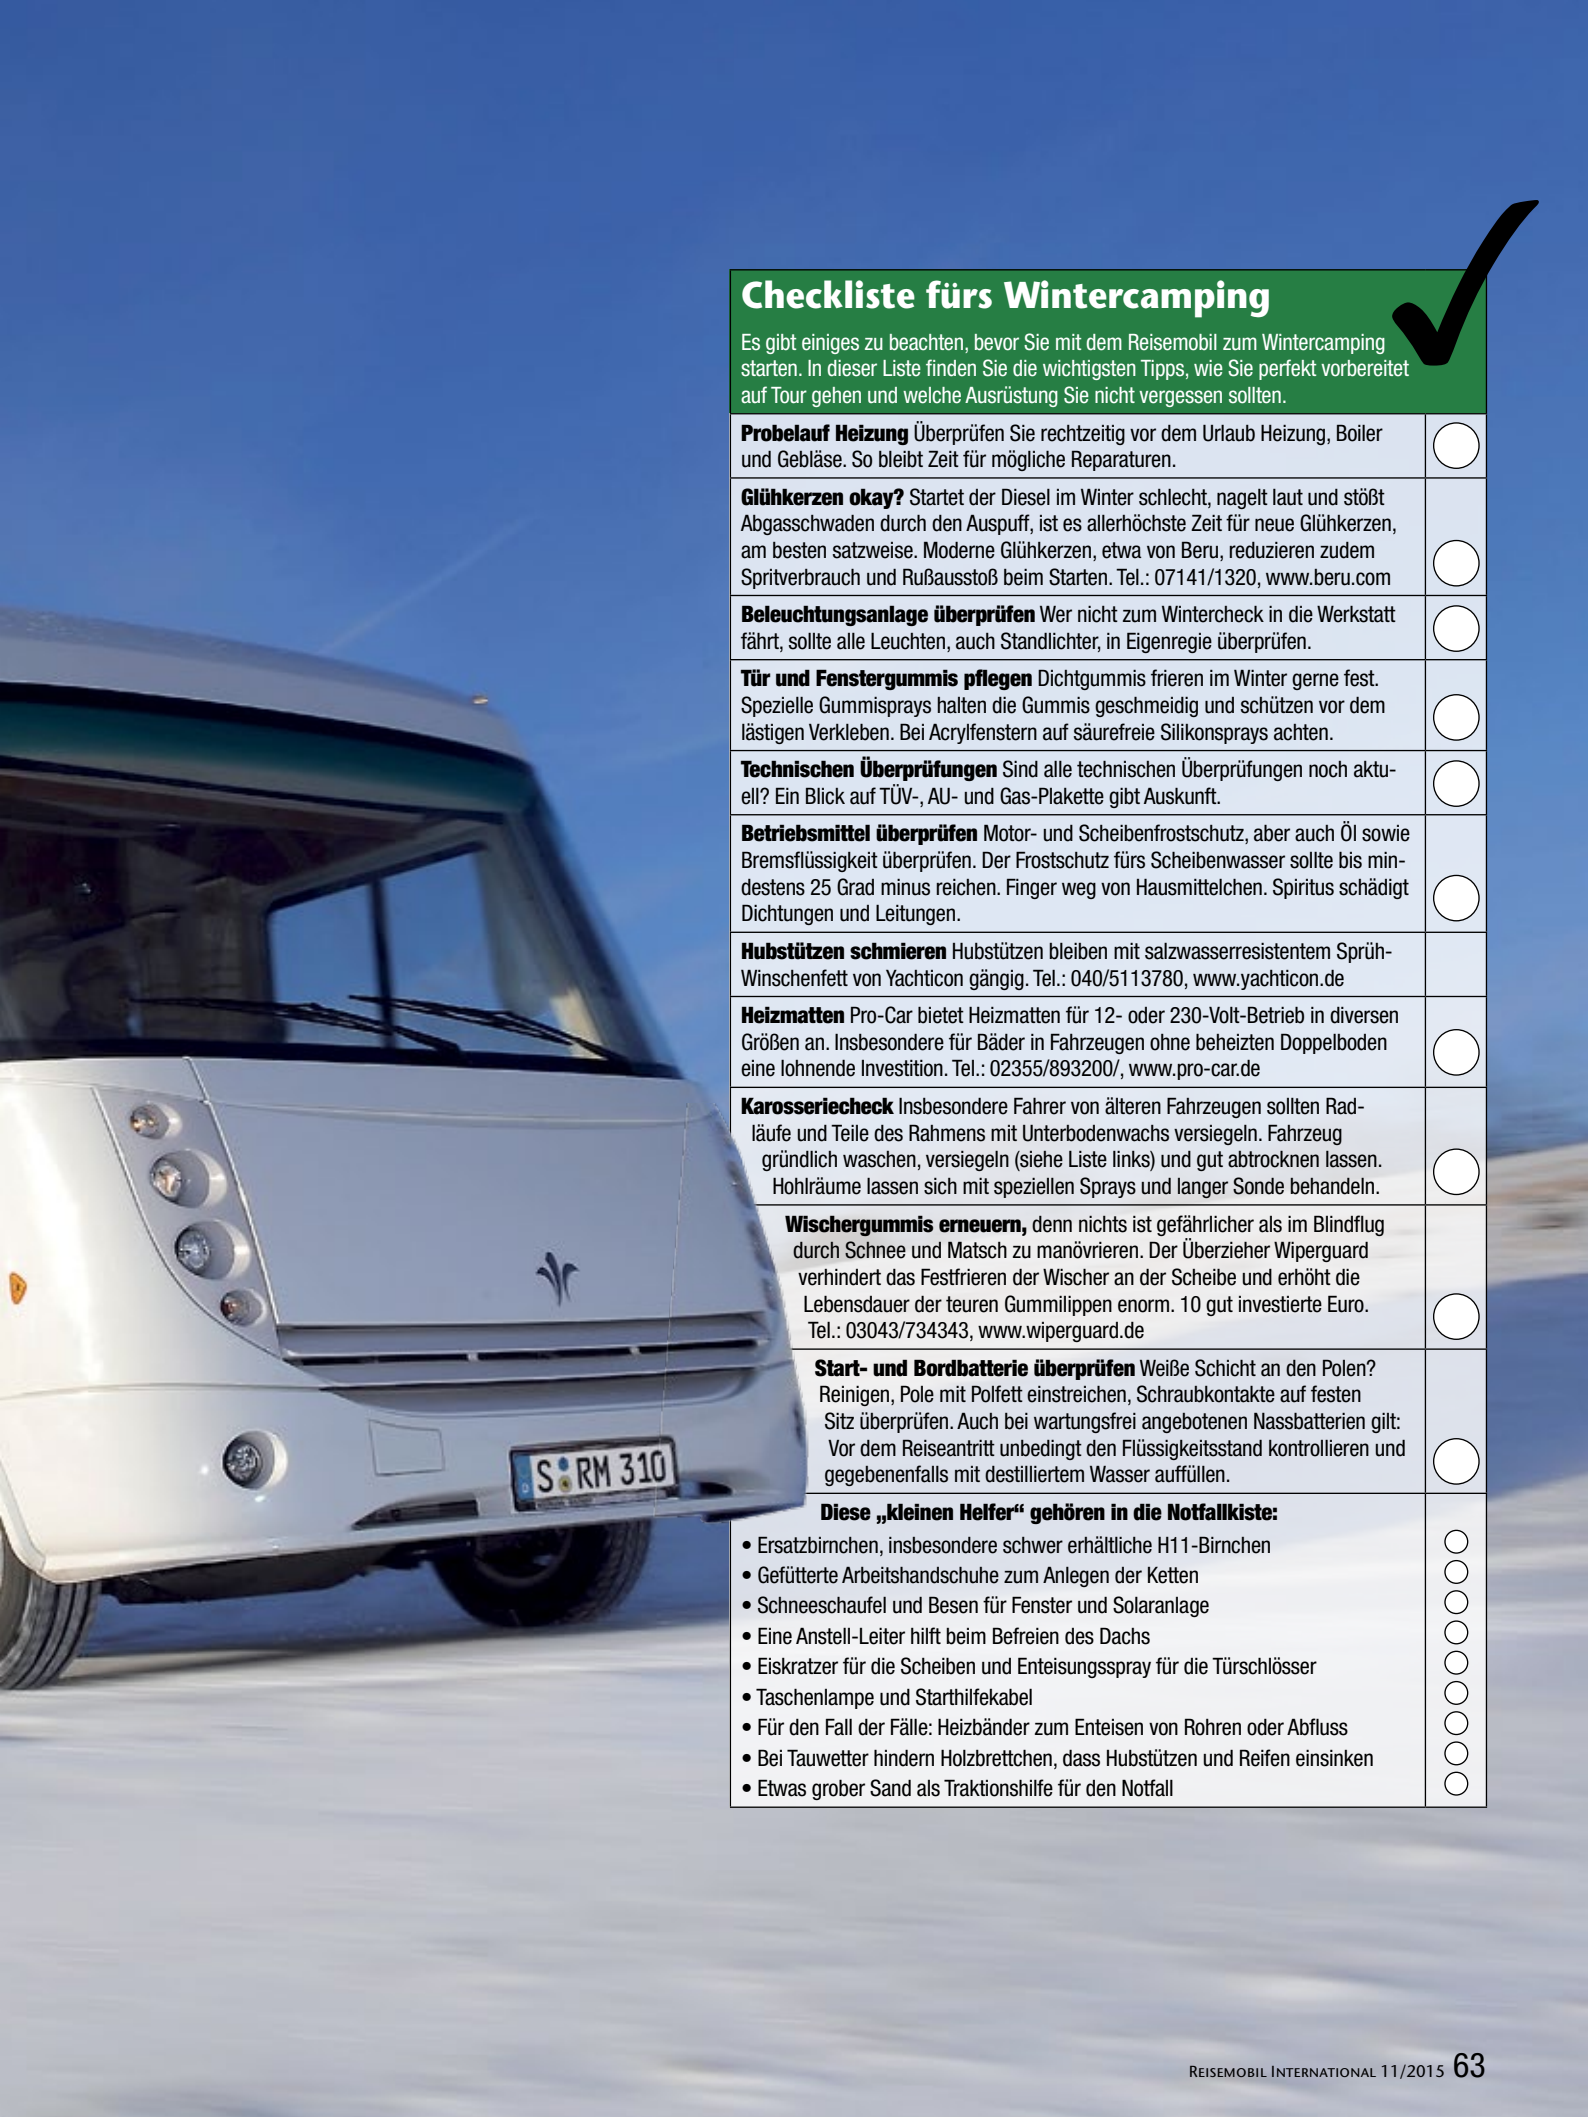 Checkliste fürs Wintercamping
Es gibt einiges zu beachten, bevor Sie mit dem Reisemobil zum Wintercamping
starten. In dieser Liste finden Sie die wichtigsten Tipps, wie Sie perfekt vorbereitet
auf Tour gehen und welche Ausrüstung Sie nicht vergessen sollten.
Probelauf Heizung Überprüfen Sie rechtzeitig vor dem Urlaub Heizung, Boiler
und Gebläse. So bleibt Zeit für mögliche Reparaturen.
Glühkerzen okay? Startet der Diesel im Winter schlecht, nagelt laut und stößt
Abgasschwaden durch den Auspuff, ist es allerhöchste Zeit für neue Glühkerzen,
am besten satzweise. Moderne Glühkerzen, etwa von Beru, reduzieren zudem
Spritverbrauch und Rußausstoß beim Starten. Tel.: 07141/1320, www.beru.com
Beleuchtungsanlage überprüfen Wer nicht zum Wintercheck in die Werkstatt
fährt, sollte alle Leuchten, auch Standlichter, in Eigenregie überprüfen.
Tür und Fenstergummis pflegen Dichtgummis frieren im Winter gerne fest.
Spezielle Gummisprays halten die Gummis geschmeidig und schützen vor dem
lästigen Verkleben. Bei Acrylfenstern auf säurefreie Silikonsprays achten.
Technischen Überprüfungen Sind alle technischen Überprüfungen noch aktu-
ell? Ein Blick auf TÜV-, AU- und Gas-Plakette gibt Auskunft.
Betriebsmittel überprüfen Motor- und Scheibenfrostschutz, aber auch Öl sowie
Bremsflüssigkeit überprüfen. Der Frostschutz fürs Scheibenwasser sollte bis min-
destens 25 Grad minus reichen. Finger weg von Hausmittelchen. Spiritus schädigt
Dichtungen und Leitungen.
Hubstützen schmieren Hubstützen bleiben mit salzwasserresistentem Sprüh-
Winschenfett von Yachticon gängig. Tel.: 040/5113780, www.yachticon.de
Heizmatten Pro-Car bietet Heizmatten für 12- oder 230-Volt-Betrieb in diversen
Größen an. Insbesondere für Bäder in Fahrzeugen ohne beheizten Doppelboden
eine lohnende Investition. Tel.: 02355/893200/, www.pro-car.de
Karosseriecheck Insbesondere Fahrer von älteren Fahrzeugen sollten Rad-
läufe und Teile des Rahmens mit Unterbodenwachs versiegeln. Fahrzeug
gründlich waschen, versiegeln (siehe Liste links) und gut abtrocknen lassen.
Hohlräume lassen sich mit speziellen Sprays und langer Sonde behandeln.
Wischergummis erneuern, denn nichts ist gefährlicher als im Blindflug
durch Schnee und Matsch zu manövrieren. Der Überzieher Wiperguard
verhindert das Festfrieren der Wischer an der Scheibe und erhöht die
Lebensdauer der teuren Gummilippen enorm. 10 gut investierte Euro.
Tel.: 03043/734343, www.wiperguard.de
Start- und Bordbatterie überprüfen Weiße Schicht an den Polen?
Reinigen, Pole mit Polfett einstreichen, Schraubkontakte auf festen
Sitz überprüfen. Auch bei wartungsfrei angebotenen Nassbatterien gilt:
Vor dem Reiseantritt unbedingt den Flüssigkeitsstand kontrollieren und
gegebenenfalls mit destilliertem Wasser auffüllen.
Diese „kleinen Helfer“ gehören in die Notfallkiste:
• Ersatzbirnchen, insbesondere schwer erhältliche H11-Birnchen
• Gefütterte Arbeitshandschuhe zum Anlegen der Ketten
• Schneeschaufel und Besen für Fenster und Solaranlage
• Eine Anstell-Leiter hilft beim Befreien des Dachs
• Eiskratzer für die Scheiben und Enteisungsspray für die Türschlösser
• Taschenlampe und Starthilfekabel
• Für den Fall der Fälle: Heizbänder zum Enteisen von Rohren oder Abfluss
• Bei Tauwetter hindern Holzbrettchen, dass Hubstützen und Reifen einsinken
• Etwas grober Sand als Traktionshilfe für den Notfall
S RM 310
REISEMOBIL INTERNATIONAL 11/2015 63